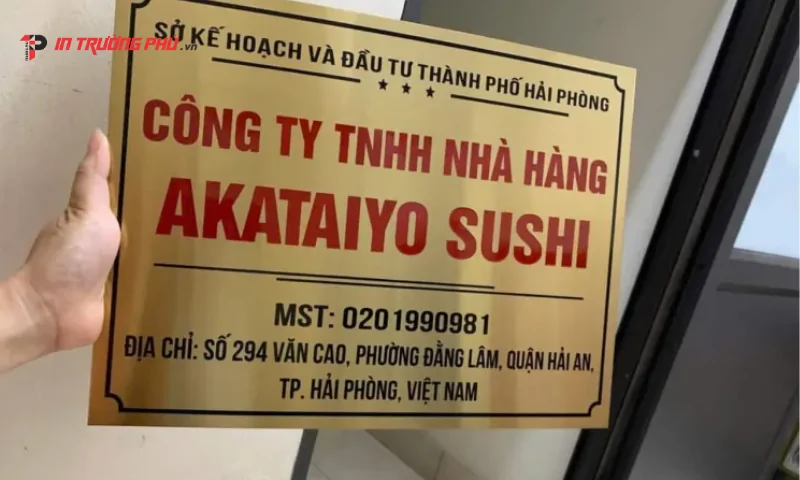 IN TRƯỜNG PHÚ.vn
SỞ KẾ HOẠCH VÀ ĐẦU TƯ THÀNH PHỐ HẢI PHÒNG
CÔNG TY TNHH NHÀ HÀNG
AKATAIYO SUSHI
MST: 0201990981
ĐỊA CHỈ: SỐ 294 VĂN CAO, PHƯỜNG ĐẰNG LÂM, QUẬN HẢI AN,
TP. HẢI PHÒNG, VIỆT NAM